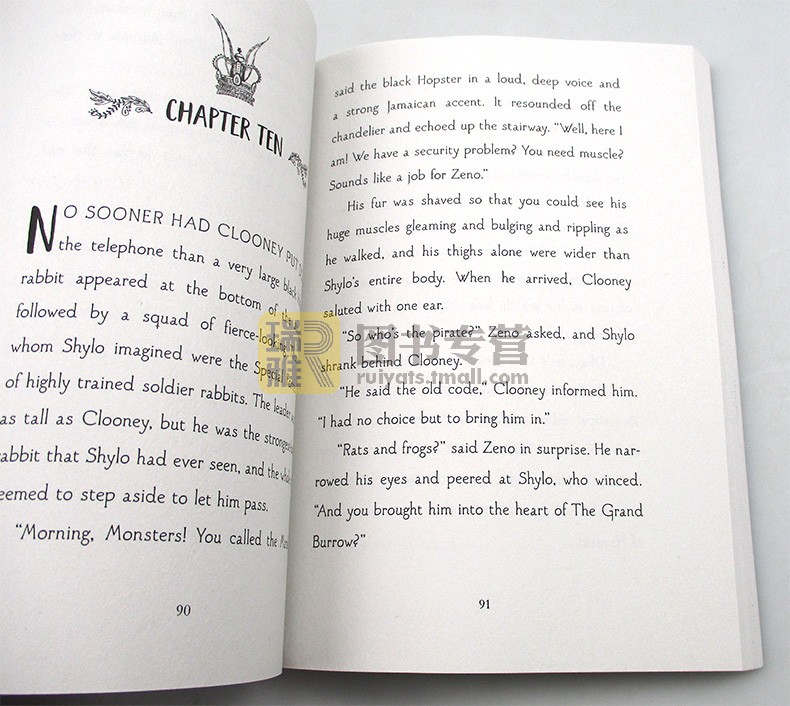 CHAPTER TEN
NO SOONER HAD CLOONEY PUT
the telephone than a very large black
rabbit appeared at the bottom of the
followed by a squad of fierce-looking
whom Shylo imagined were the Special
of highly trained soldier rabbits. The leader
as tall as Clooney, but he was the strongest
rabbit that Shylo had ever seen, and the
seemed to step aside to let him pass.
“Morning, Monsters! You called the
90
said the black Hopster in a loud, deep voice and
a strong Jamaican accent. It resounded off the
chandelier and echoed up the stairway. “Well, here I
am! We have a security problem? You need muscle?
Sounds like a job for Zeno.”
His fur was shaved so that you could see his
huge muscles gleaming and bulging and rippling as
he walked, and his thighs alone were wider than
Shylo’s entire body. When he arrived, Clooney
saluted with one ear.
“So who’s the pirate?” Zeno asked, and Shylo
shrank behind Clooney.
“He said the old code,” Clooney informed him.
“I had no choice but to bring him in.”
“Rats and frogs?” said Zeno in surprise. He nar-
rowed his eyes and peered at Shylo, who winced.
“And you brought him into the heart of The Grand
Burrow?”
91
瑞雅 R 图书专营
ruiyats.tmall.com